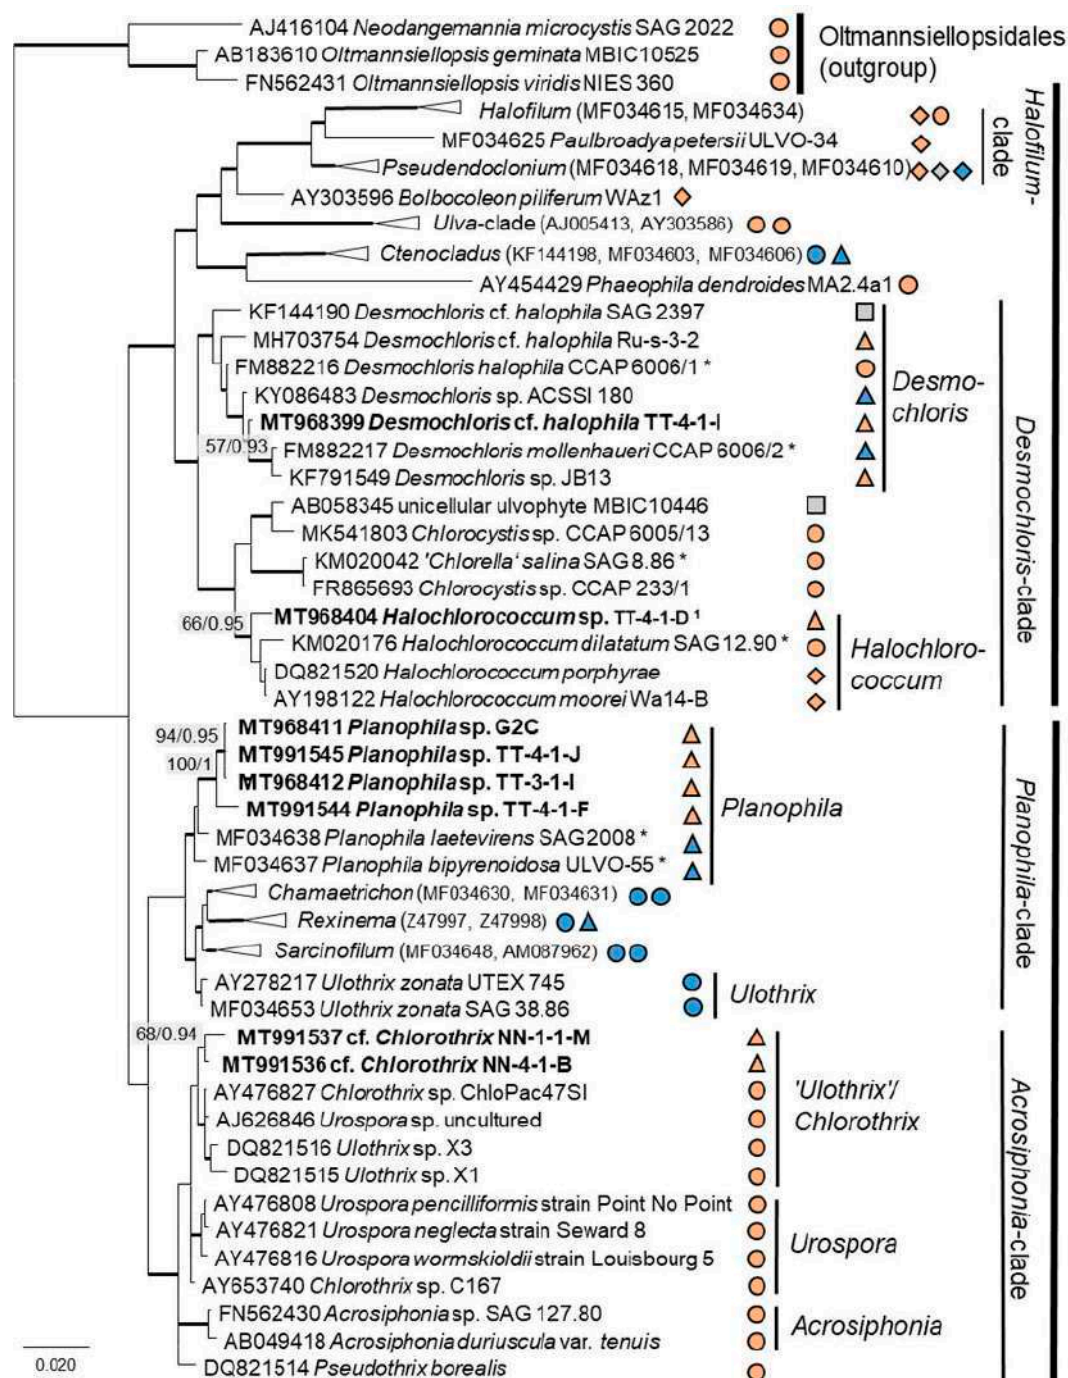 AJ416104 Neodangemannia microcystis SAG 2022
AB183610 Oltmannsiellopsis geminata MBIC10525
FN562431 Oltmannsiellopsis viridis NIES 360
Oltmannsiellopsidales
(outgroup)
Halofilum (MF034615, MF034634)
MF034625 Paulbroadya petersii ULVO-34
Pseudendoclonium (MF034618, MF034619, MF034610)
Halofilum-
clade
AY303596 Bolbocoleon piliferum WAz1
Ulva-clade (AJ005413, AY303586)
Ctenocladus (KF144198, MF034603, MF034606)
AY454429 Phaeophila dendroides MA2.4a1
KF144190 Desmochloris cf. halophila SAG 2397
MH703754 Desmochloris cf. halophila Ru-s-3-2
FM882216 Desmochloris halophila CCAP 6006/1 *
KY086483 Desmochloris sp. ACSSI 180
MT968399 Desmochloris cf. halophila TT-4-1-I
57/0.93
FM882217 Desmochloris mollenhaueri CCAP 6006/2 *
KF791549 Desmochloris sp. JB13
Desmo-
chloris
AB058345 unicellular ulvophyte MBIC10446
MK541803 Chlorocystis sp. CCAP 6005/13
KM020042 'Chlorella' salina SAG 8.86 *
FR865693 Chlorocystis sp. CCAP 233/1
66/0.95
MT968404 Halochlorococcum sp. TT-4-1-D ¹
KM020176 Halochlorococcum dilatatum SAG 12.90 *
DQ821520 Halochlorococcum porphyrae
AY198122 Halochlorococcum moorei Wa14-B
Halochloro-
coccum
Desmochloris-clade
94/0.95
MT968411 Planophila sp. G2C
MT991545 Planophila sp. TT-4-1-J
100/1
MT968412 Planophila sp. TT-3-1-I
MT991544 Planophila sp. TT-4-1-F
MF034638 Planophila laetevirens SAG2008 *
MF034637 Planophila bipyrenoidosa ULVO-55 *
Planophila
Chamaetrichon (MF034630, MF034631)
Rexinema (Z47997, Z47998)
Sarcinofilum (MF034648, AM087962)
AY278217 Ulothrix zonata UTEX 745
MF034653 Ulothrix zonata SAG 38.86
Ulothrix
Planophila-clade
68/0.94
MT991537 cf. Chlorothrix NN-1-1-M
MT991536 cf. Chlorothrix NN-4-1-B
AY476827 Chlorothrix sp. ChloPac47SI
AJ626846 Urospora sp. uncultured
DQ821516 Ulothrix sp. X3
DQ821515 Ulothrix sp. X1
'Ulothrix'/
Chlorothrix
AY476808 Urospora pencilliformis strain Point No Point
AY476821 Urospora neglecta strain Seward 8
AY476816 Urospora wormskioldii strain Louisbourg 5
AY653740 Chlorothrix sp. C167
Urospora
FN562430 Acrosiphonia sp. SAG 127.80
AB049418 Acrosiphonia duriuscula var. tenuis
Acrosiphonia
DQ821514 Pseudothrix borealis
Acrosiphonia-clade
0.020